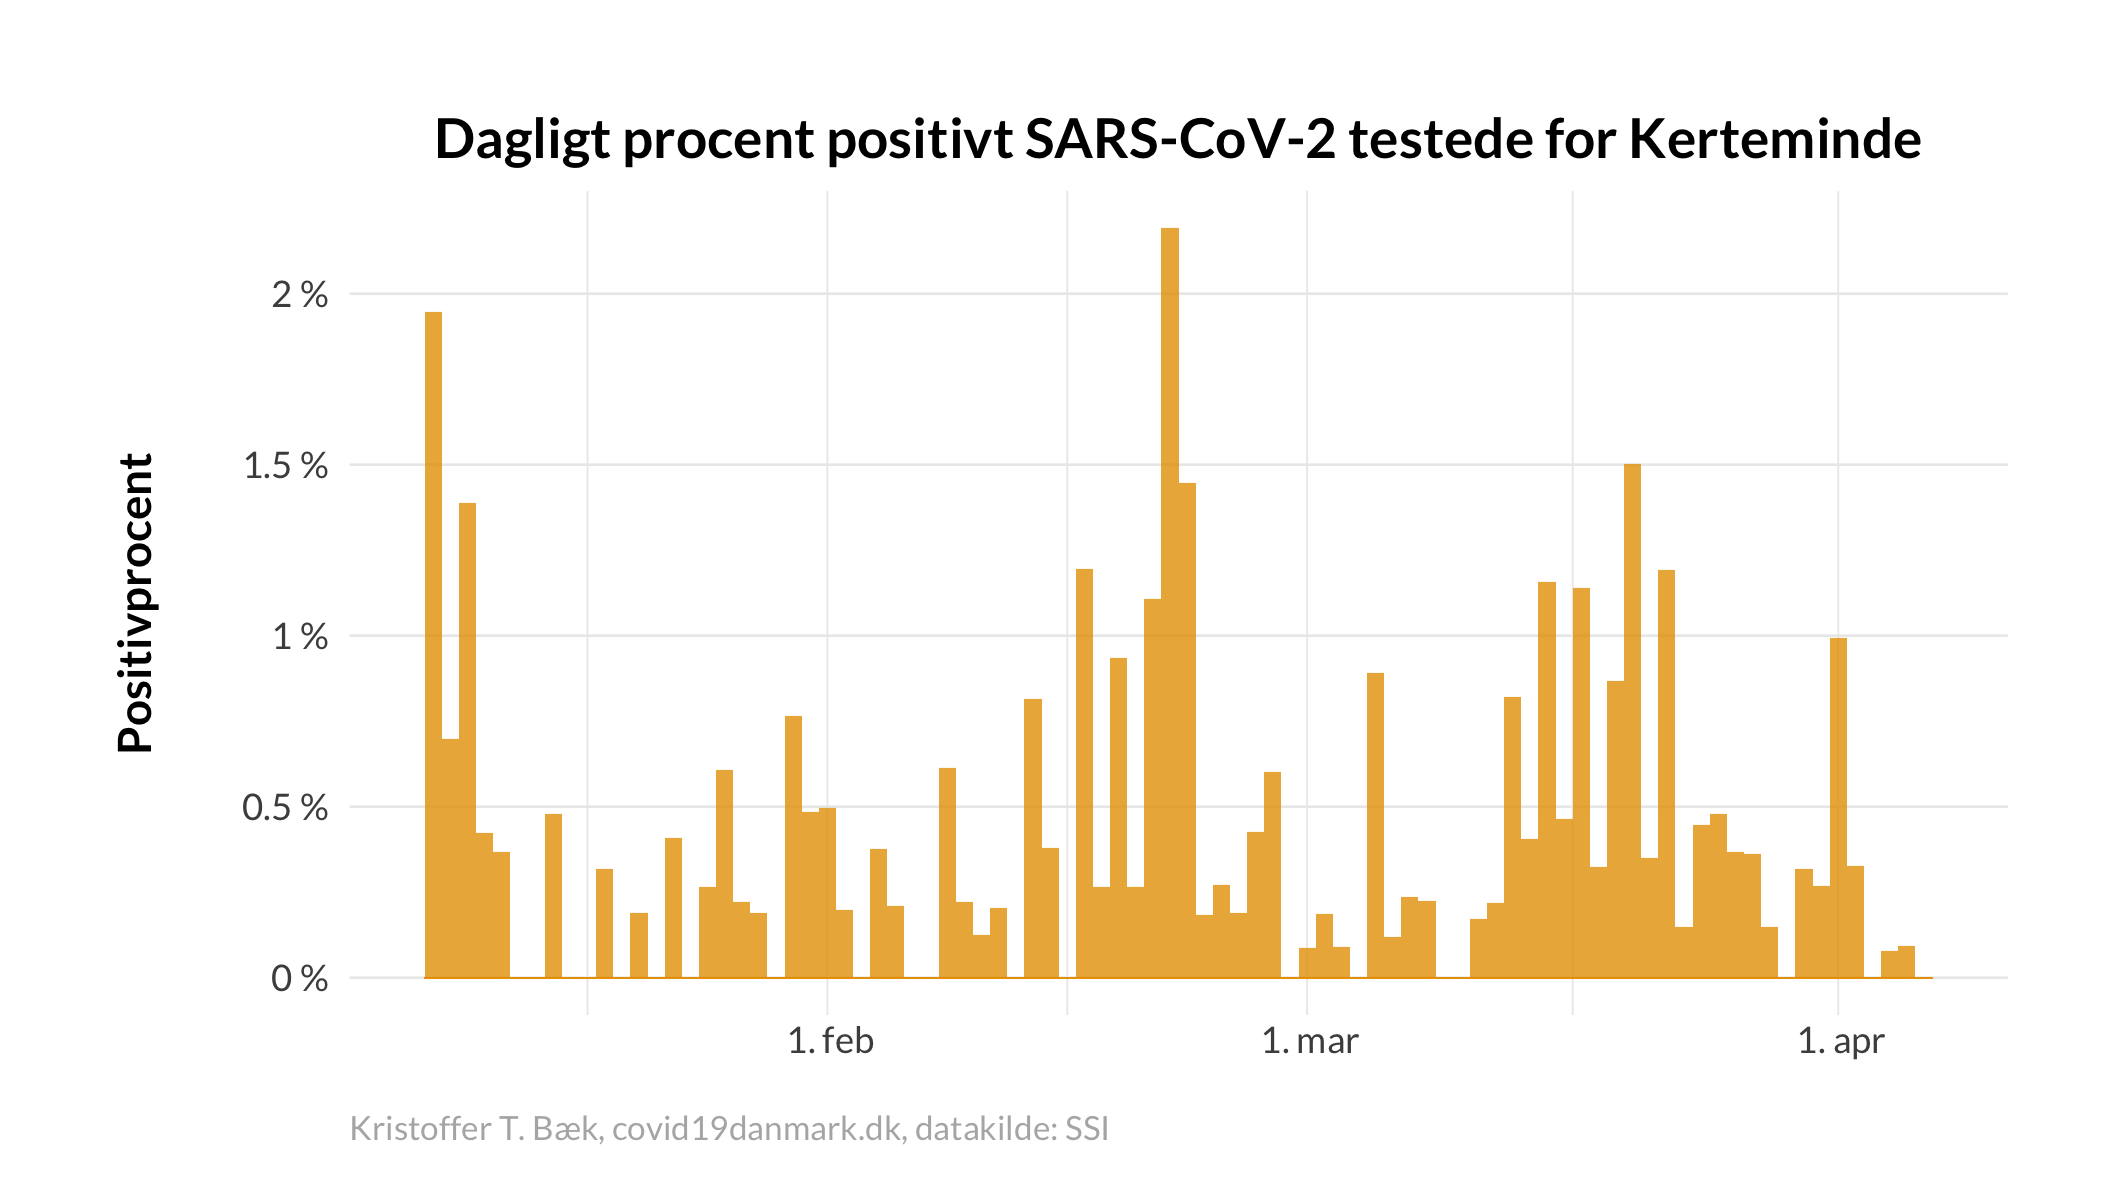 Dagligt procent positivt SARS-CoV-2 testede for Kerteminde
Positivprocent
2 %
1.5 %
1 %
0.5 %
0 %
1. feb
1. mar
1. apr
Kristoffer T. Bæk, covid19danmark.dk, datakilde: SSI